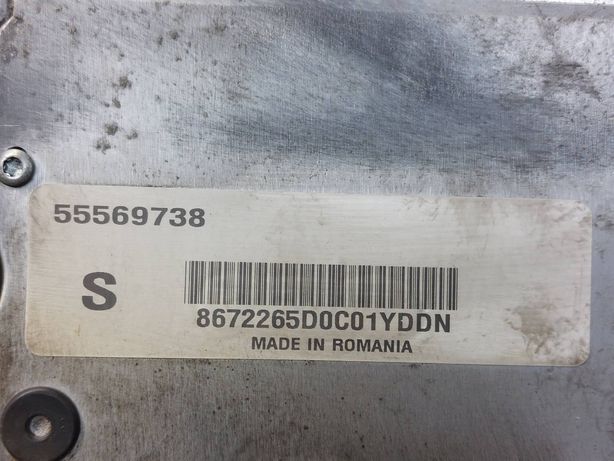 55569738
S
8672265D0C01YDDN
MADE IN ROMANIA